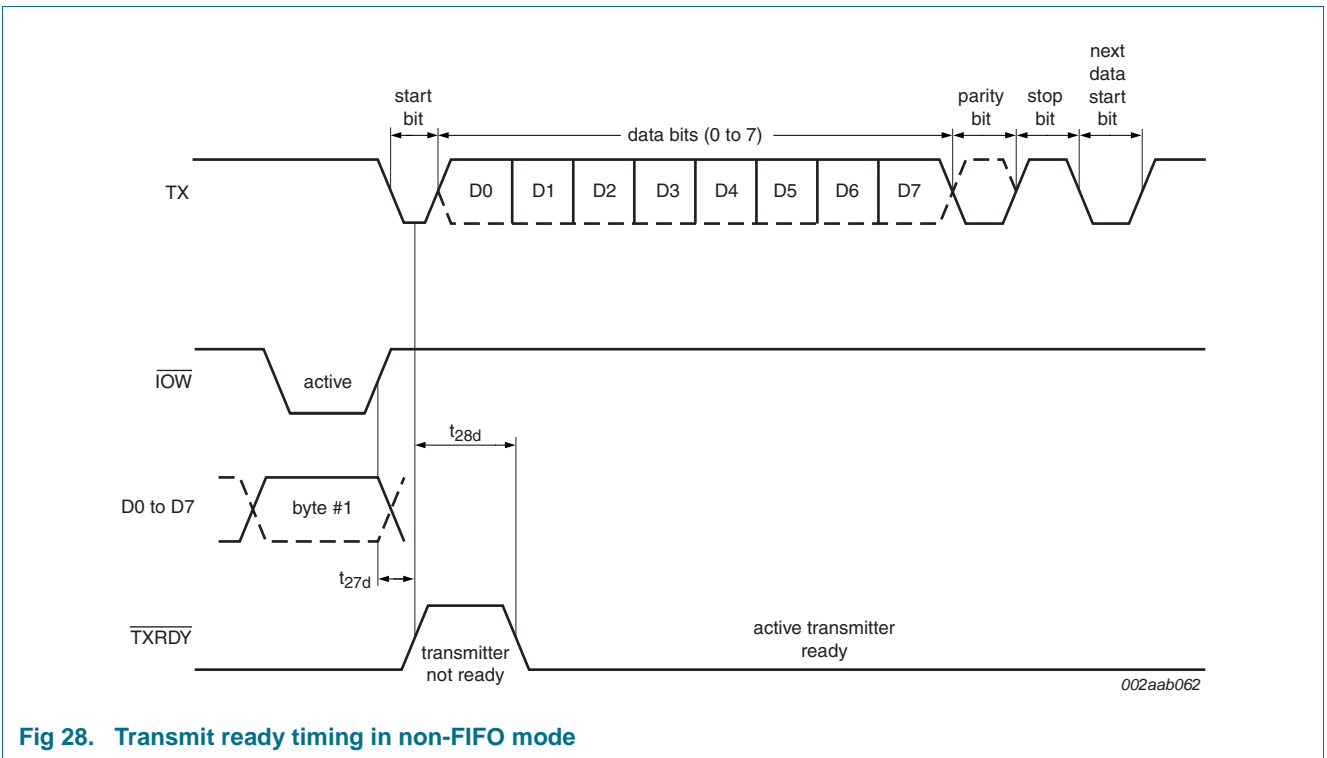 next
data
start
bit
start
bit
parity
bit
stop
bit
data bits (0 to 7)
TX
D0 D1 D2 D3 D4 D5 D6 D7
IOW
active
t28d
D0 to D7
byte #1
t27d
TXRDY
transmitter
not ready
active transmitter
ready
002aab062
Fig 28. Transmit ready timing in non-FIFO mode